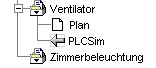 Ventilator
Plan
PLCSim
Zimmerbeleuchtung